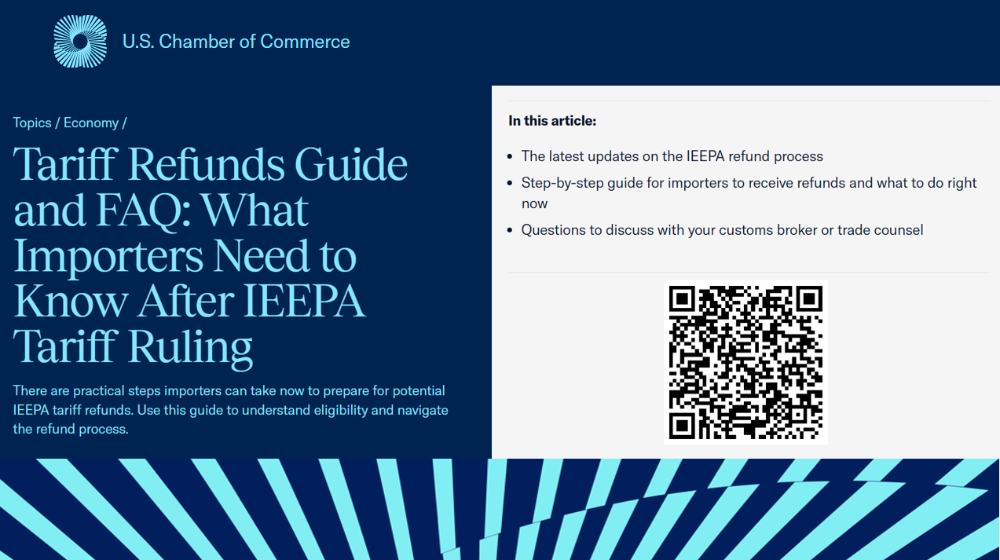 U.S. Chamber of Commerce
Topics / Economy /
Tariff Refunds Guide
and FAQ: What
Importers Need to
Know After IEEPA
Tariff Ruling
There are practical steps importers can take now to prepare for potential
IEEPA tariff refunds. Use this guide to understand eligibility and navigate
the refund process.
In this article:
• The latest updates on the IEEPA refund process
• Step-by-step guide for importers to receive refunds and what to do right
now
• Questions to discuss with your customs broker or trade counsel